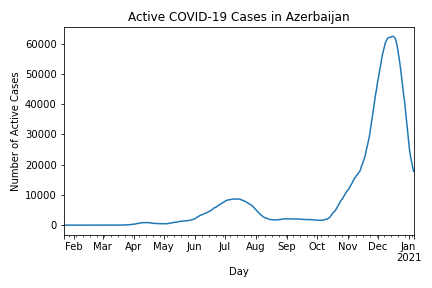 Active COVID-19 Cases in Azerbaijan
Number of Active Cases
60000
50000
40000
30000
20000
10000
0
Feb Mar Apr May Jun Jul Aug Sep Oct Nov Dec Jan
2021
Day